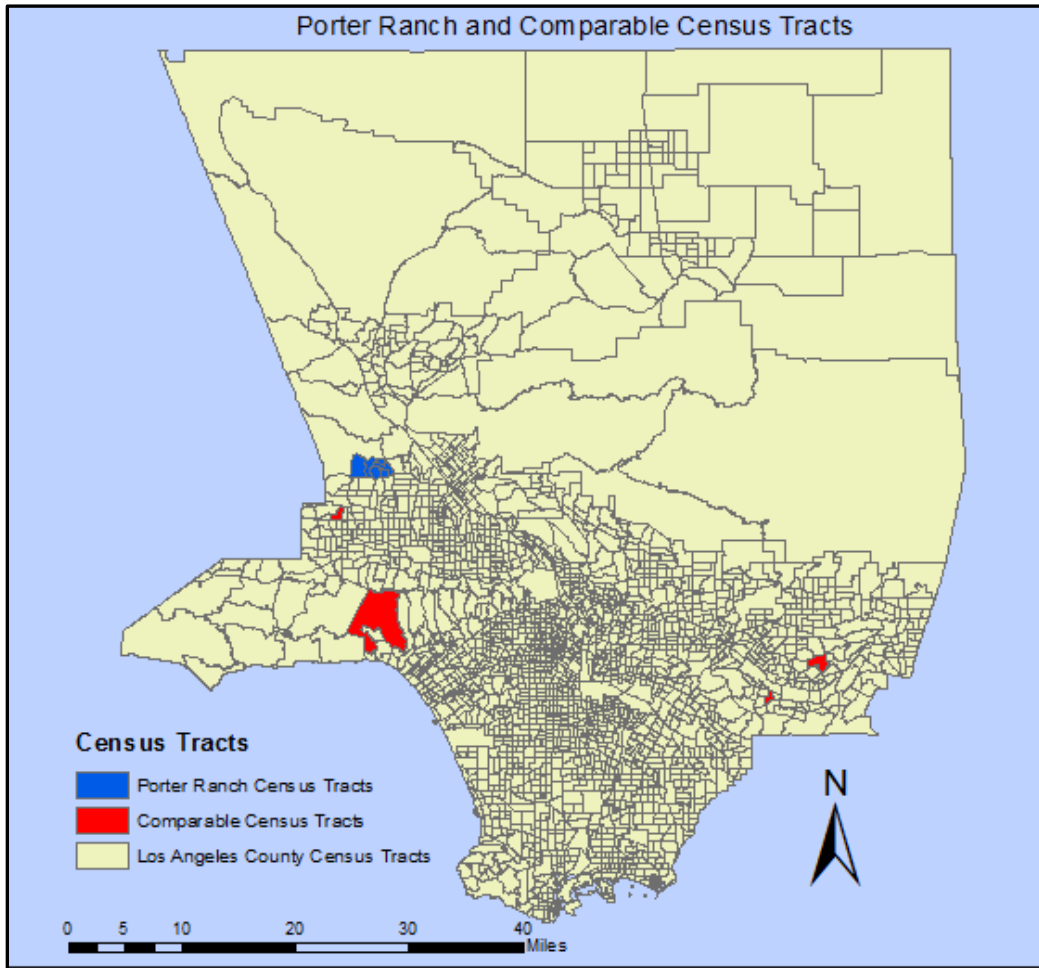 Porter Ranch and Comparable Census Tracts
Census Tracts
Porter Ranch Census Tracts
Comparable Census Tracts
Los Angeles County Census Tracts
N
0 5 10 20 30 40
Miles